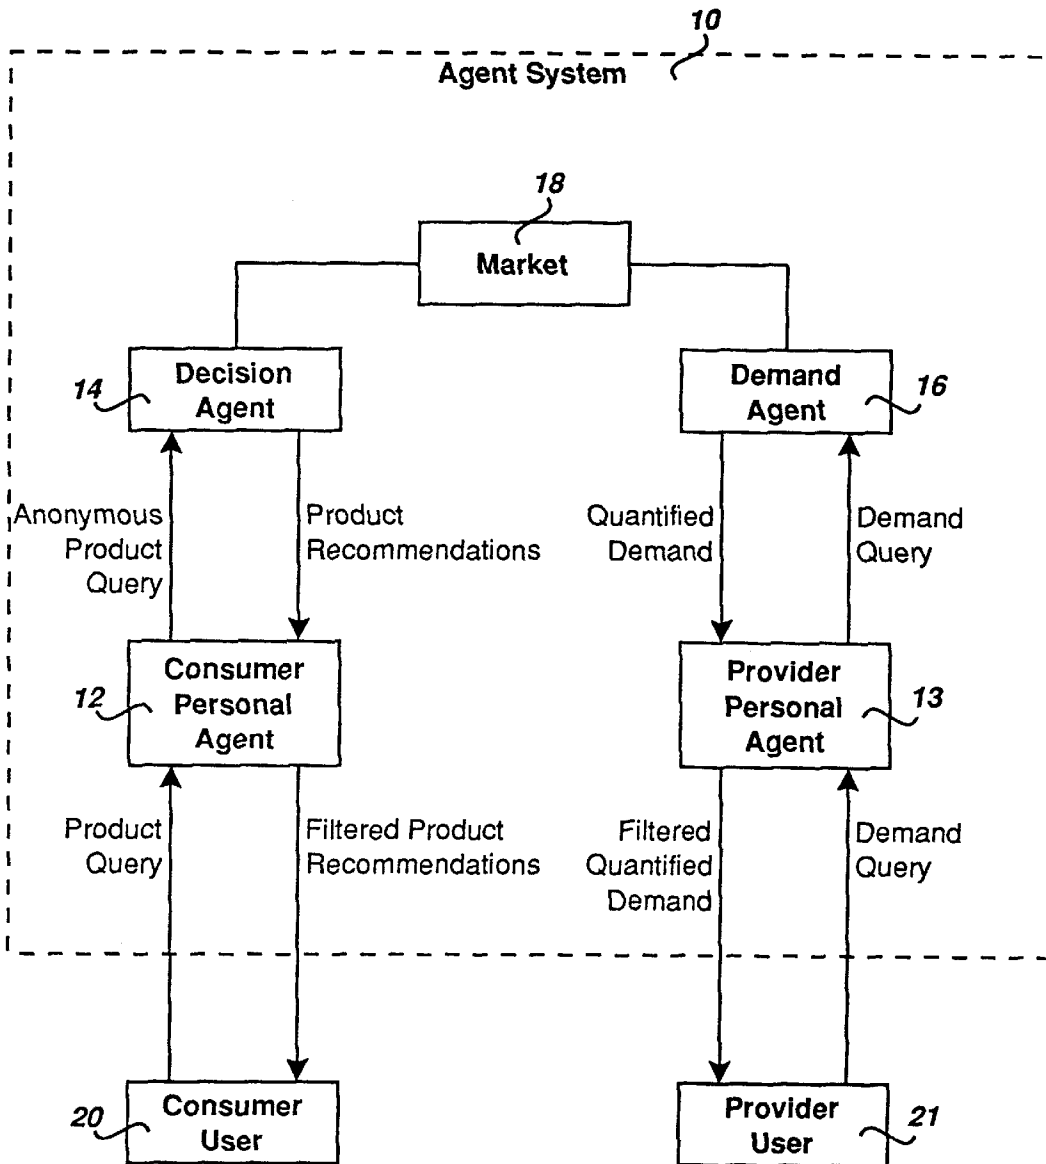 10
Agent System
18
Market
Decision
Agent
14
Demand
Agent
16
Anonymous
Product
Query
Product
Recommendations
Quantified
Demand
Demand
Query
Consumer
Personal
Agent
12
Provider
Personal
Agent
13
Product
Query
Filtered Product
Recommendations
Filtered
Quantified
Demand
Demand
Query
Consumer
User
20
Provider
User
21